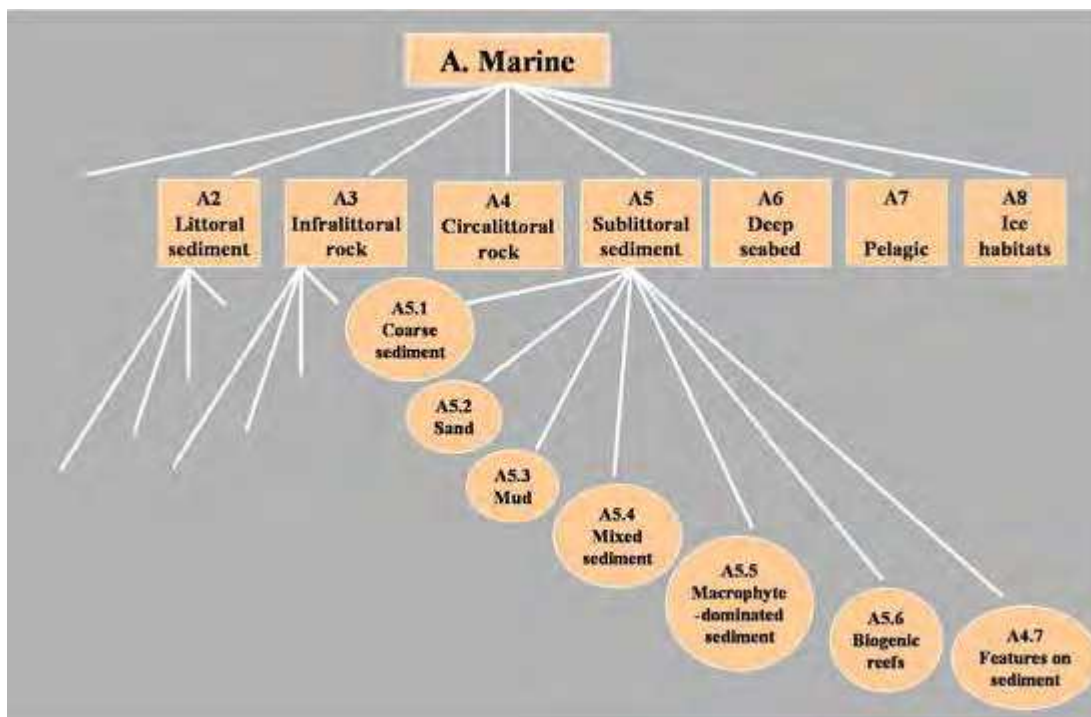 A. Marine
A2
Littoral
sediment
A3
Infralittoral
rock
A4
Circalittoral
rock
A5
Sublittoral
sediment
A6
Deep
seabed
A7
Pelagic
A8
Ice
habitats
A5.1
Coarse
sediment
A5.2
Sand
A5.3
Mud
A5.4
Mixed
sediment
A5.5
Macrophyte
-dominated
sediment
A5.6
Biogenic
reefs
A4.7
Features on
sediment